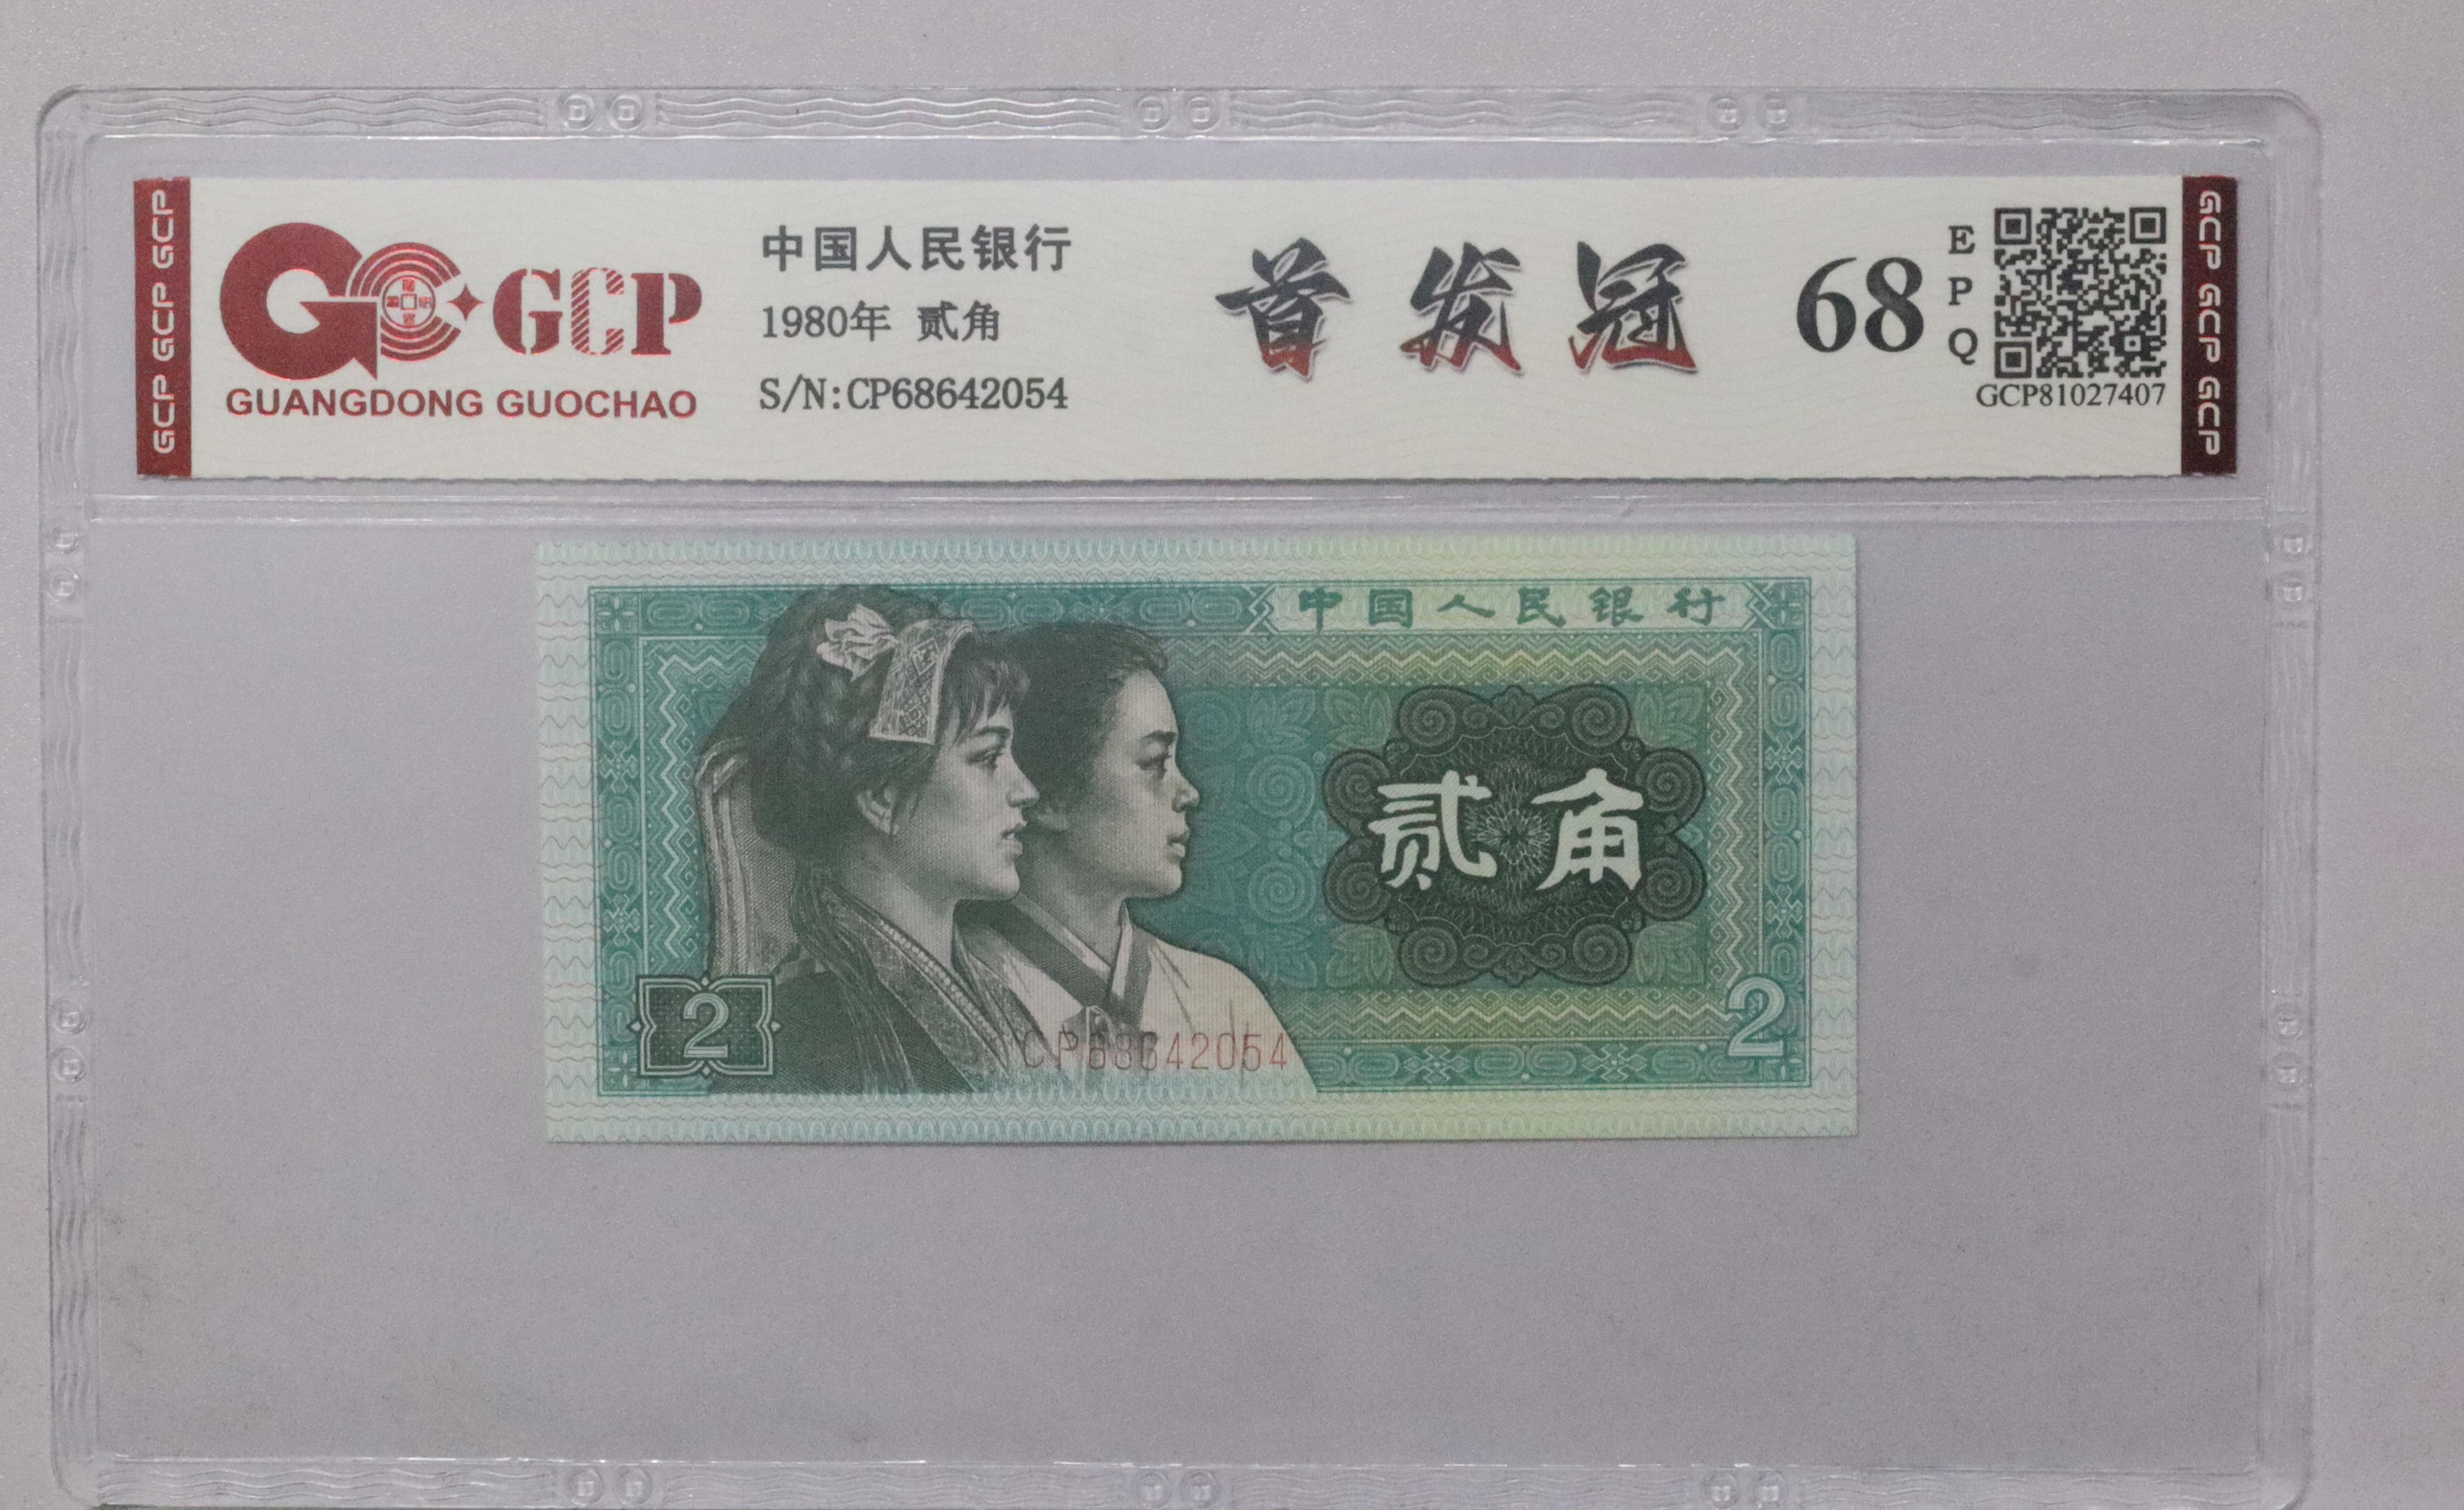 GCP GCP GCP
GCP
GUANGDONG GUOCHAO
中国人民银行
1980年 贰角
S/N:CP68642054
首发冠
68
EPQ
GCP81027407
GCP GCP GCP
中国人民银行
贰角
2
CP68642054
2